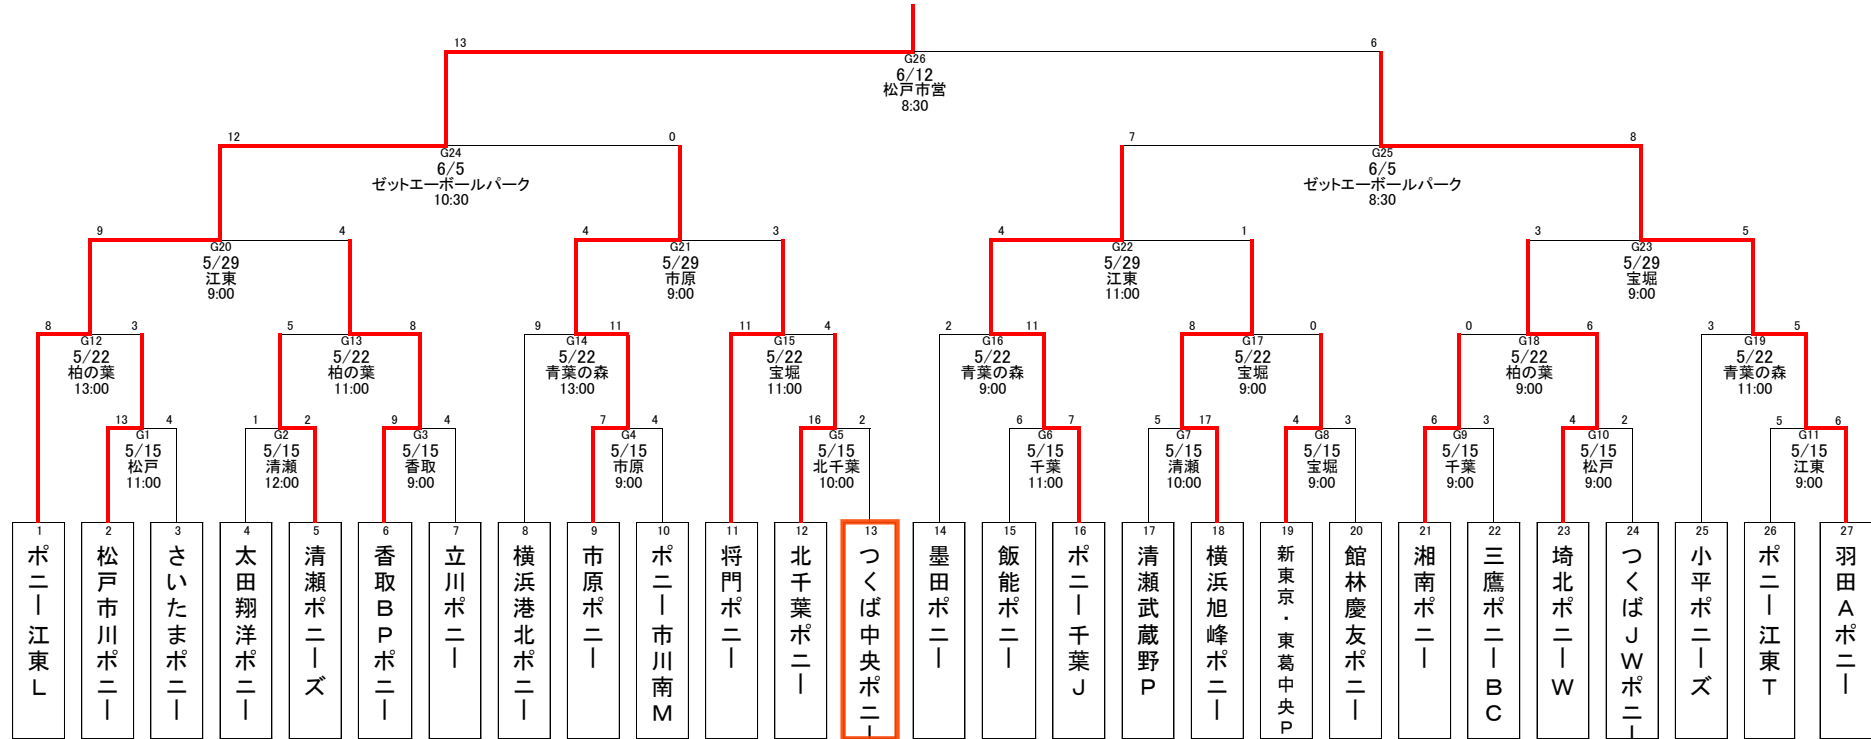 13 6
G26
6/12
松戸市営
8:30
12 0 7 8
G24 G25
6/5 6/5
ゼットエーボールパーク ゼットエーボールパーク
10:30 8:30
9 4 4 3 4 1 3 5
G20 G21 G22 G23
5/29 5/29 5/29 5/29
江東 市原 江東 宝堀
9:00 9:00 11:00 9:00
8 3 5 8 9 11 11 4 2 11 8 0 0 6 3 5
G12 G13 G14 G15 G16 G17 G18 G19
5/22 5/22 5/22 5/22 5/22 5/22 5/22 5/22
柏の葉 柏の葉 青葉の森 宝堀 青葉の森 宝堀 柏の葉 青葉の森
13:00 11:00 13:00 11:00 9:00 9:00 9:00 11:00
13 4 1 2 9 4 7 4 16 2 6 7 5 17 4 3 6 3 4 2 5 6
G1 G2 G3 G4 G5 G6 G7 G8 G9 G10 G11
5/15 5/15 5/15 5/15 5/15 5/15 5/15 5/15 5/15 5/15 5/15
松戸 清瀬 香取 市原 北千葉 千葉 清瀬 宝堀 千葉 松戸 江東
11:00 12:00 9:00 9:00 10:00 11:00 10:00 9:00 9:00 9:00 9:00
1 ポニー江東L
2 松戸市川ポニー
3 さいたまポニー
4 太田翔洋ポニー
5 清瀬ポニーズ
6 香取BPポニー
7 立川ポニー
8 横浜港北ポニー
9 市原ポニー
10 ポニー市川南M
11 将門ポニー
12 北千葉ポニー
13 つくば中央ポニー
14 墨田ポニー
15 飯能ポニー
16 ポニー千葉J
17 清瀬武蔵野P
18 横浜旭峰ポニー
19 新東京・東葛中央P
20 館林慶友ポニー
21 湘南ポニー
22 三鷹ポニーBC
23 埼北ポニーW
24 つくばJWポニー
25 小平ポニーズ
26 ポニー江東T
27 羽田Aポニー